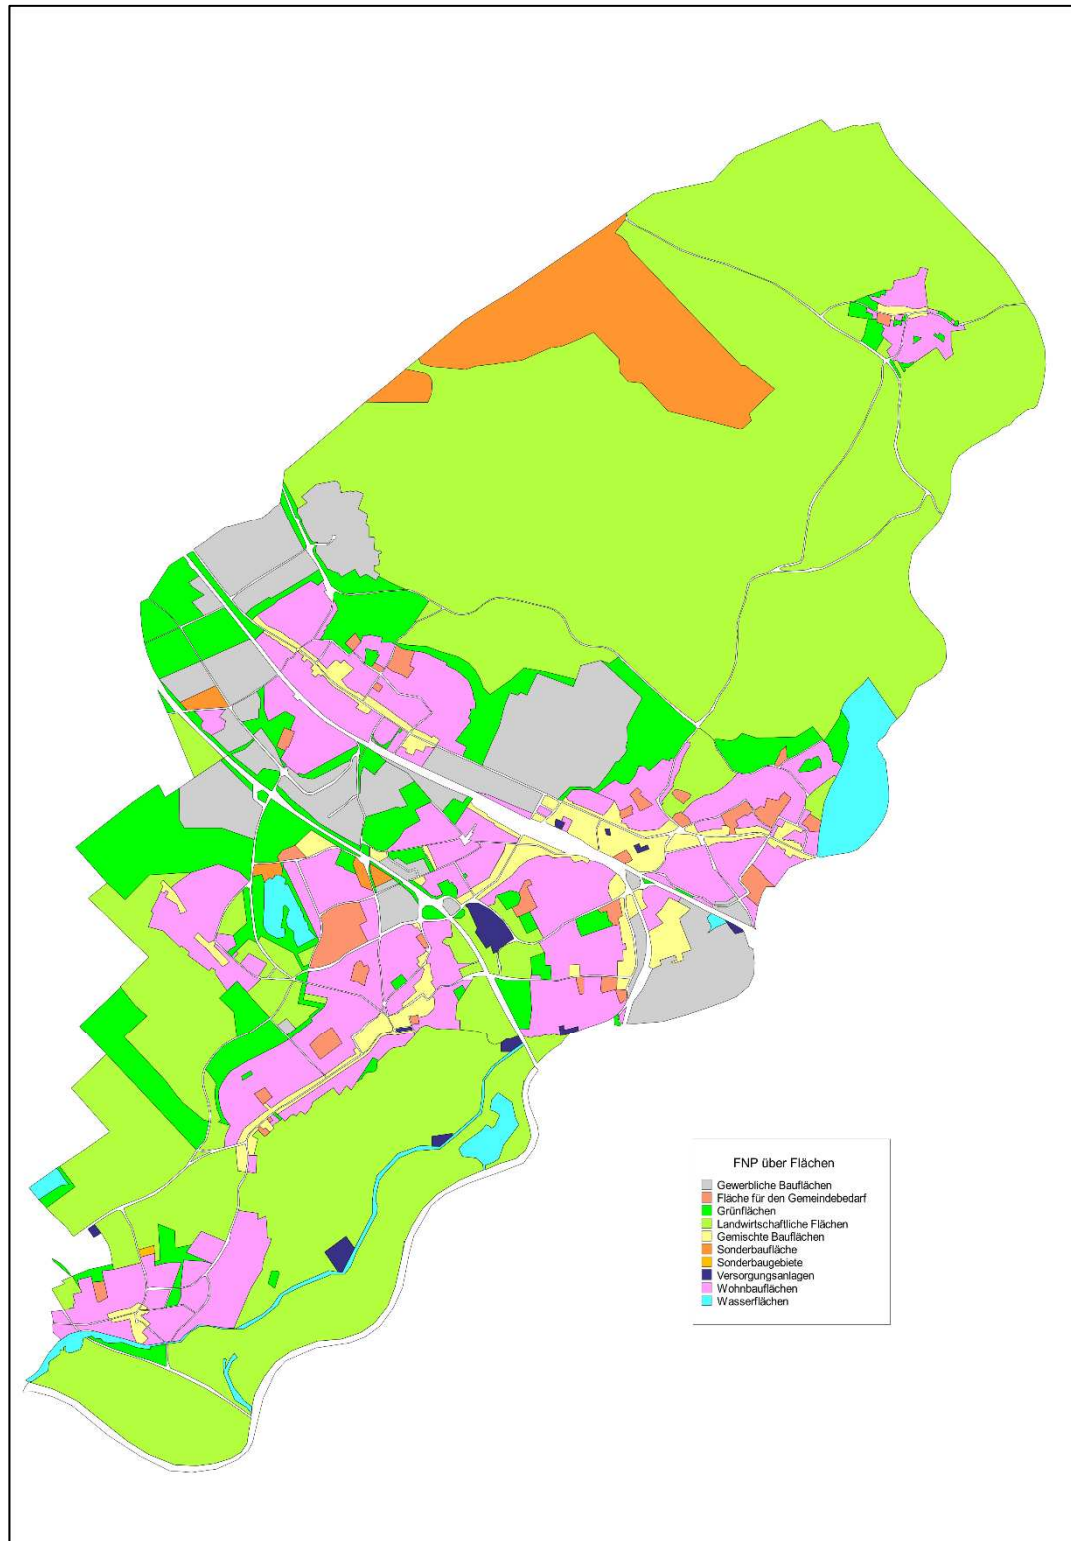 FNP über Flächen
Gewerbliche Bauflächen
Fläche für den Gemeindebedarf
Grünflächen
Landwirtschaftliche Flächen
Gemischte Bauflächen
Sonderbaufläche
Sonderbaugebiete
Versorgungsanlagen
Wohnbauflächen
Wasserflächen